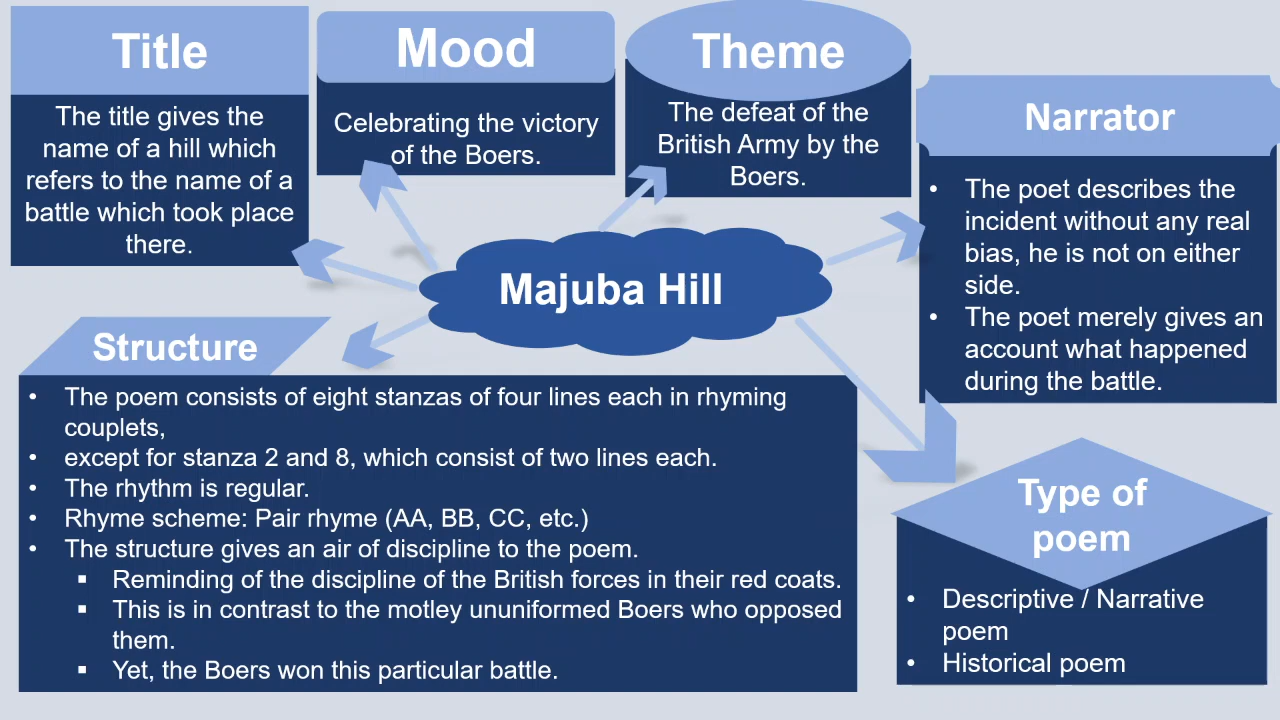 Title
The title gives the
name of a hill which
refers to the name of a
battle which took place
there.
Mood
Celebrating the victory
of the Boers.
Theme
The defeat of the
British Army by the
Boers.
Narrator
• The poet describes the
incident without any real
bias, he is not on either
side.
• The poet merely gives an
account what happened
during the battle.
Majuba Hill
Structure
• The poem consists of eight stanzas of four lines each in rhyming
couplets,
• except for stanza 2 and 8, which consist of two lines each.
• The rhythm is regular.
• Rhyme scheme: Pair rhyme (AA, BB, CC, etc.)
• The structure gives an air of discipline to the poem.
▪ Reminding of the discipline of the British forces in their red coats.
▪ This is in contrast to the motley ununiformed Boers who opposed
them.
▪ Yet, the Boers won this particular battle.
Type of
poem
• Descriptive / Narrative
poem
• Historical poem